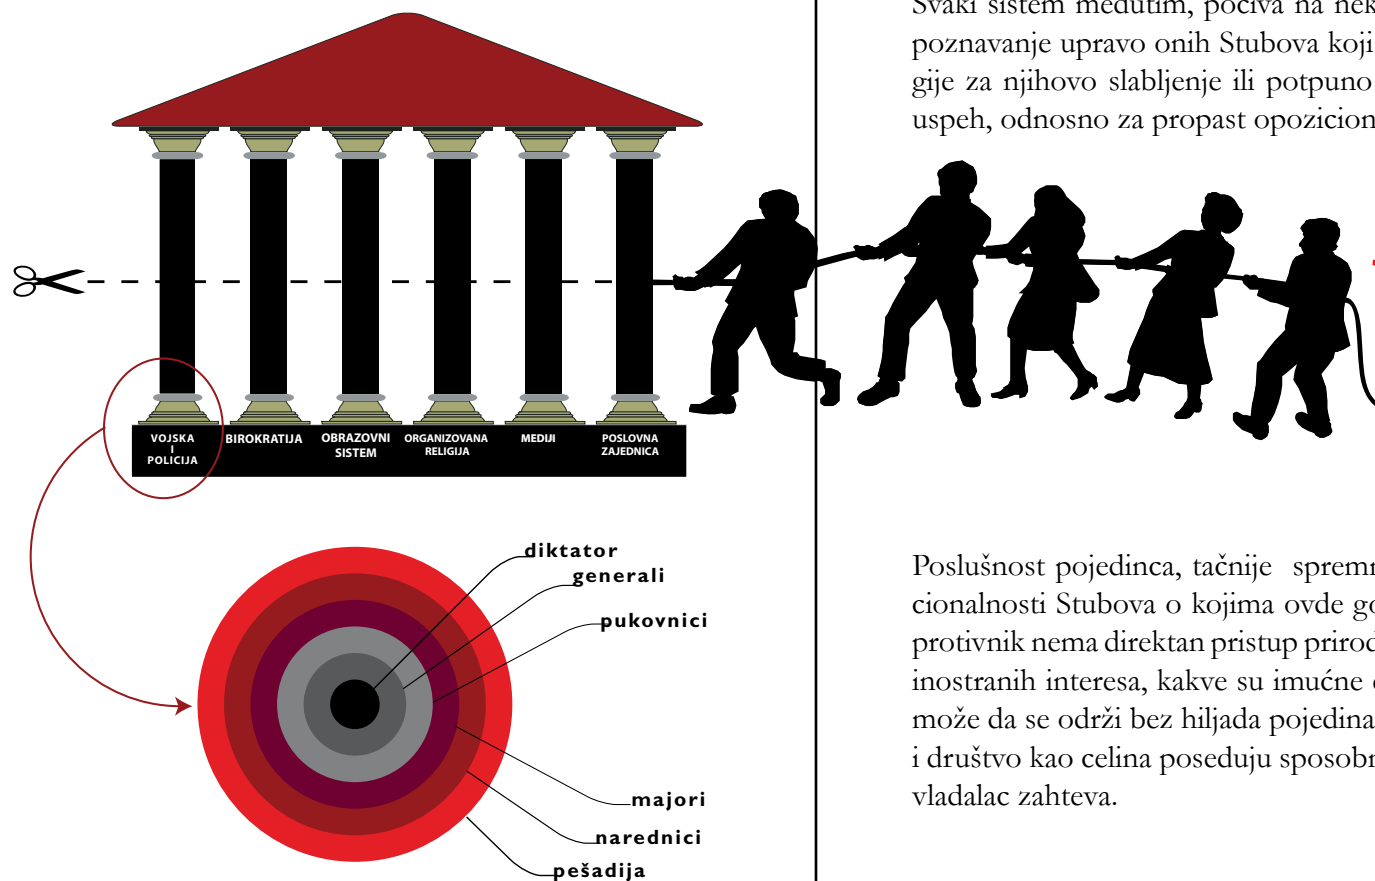 Svaki sistem međutim, počiva na nek
poznavanje upravo onih Stubova koji
gije za njihovo slabljenje ili potpuno
uspeh, odnosno za propast opozicion
VOJSKA
I
POLICIJA
BIROKRATIJA
OBRAZOVNI
SISTEM
ORGANIZOVANA
RELIGIJA
MEDIJI
POSLOVNA
ZAJEDNICA
diktator
generali
pukovnici
majori
narednici
pešadija
Poslušnost pojedinca, tačnije spremn
cionalnosti Stubova o kojima ovde go
protivnik nema direktan pristup prirod
inostranih interesa, kakve su imućne
može da se održi bez hiljada pojedina
i društvo kao celina poseduju sposobn
vladalac zahteva.